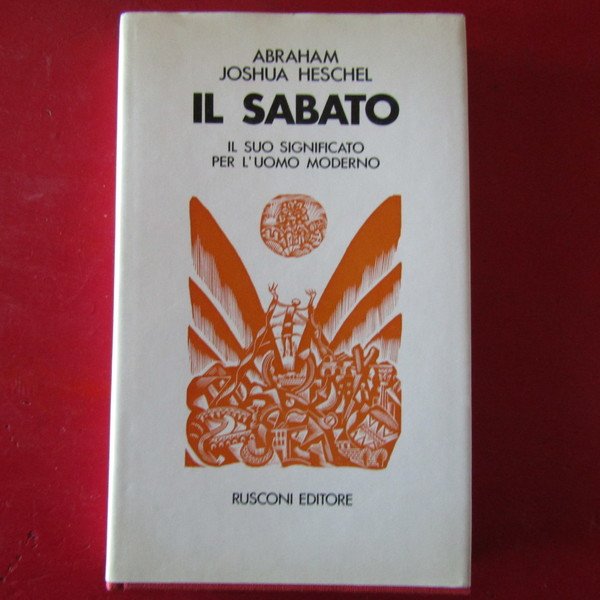 ABRAHAM
JOSHUA HESCHEL
IL SABATO
IL SUO SIGNIFICATO
PER L'UOMO MODERNO
RUSCONI EDITORE